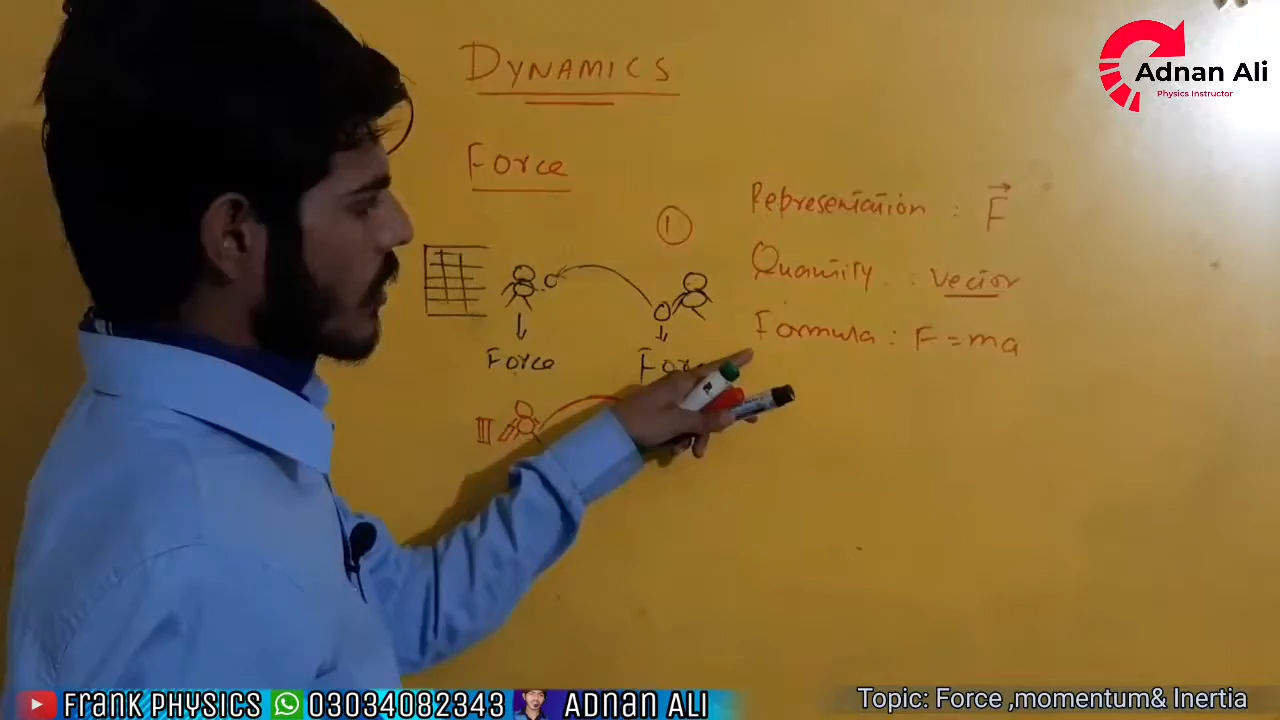 DYNAMICS
Adnan Ali
Physics Instructor
Force
Representation : F
Quantity : vector
Formula : F = ma
1
Force
FRANK PHYSICS 03034082343 ADNAN ALI
Topic: Force ,momentum& Inertia